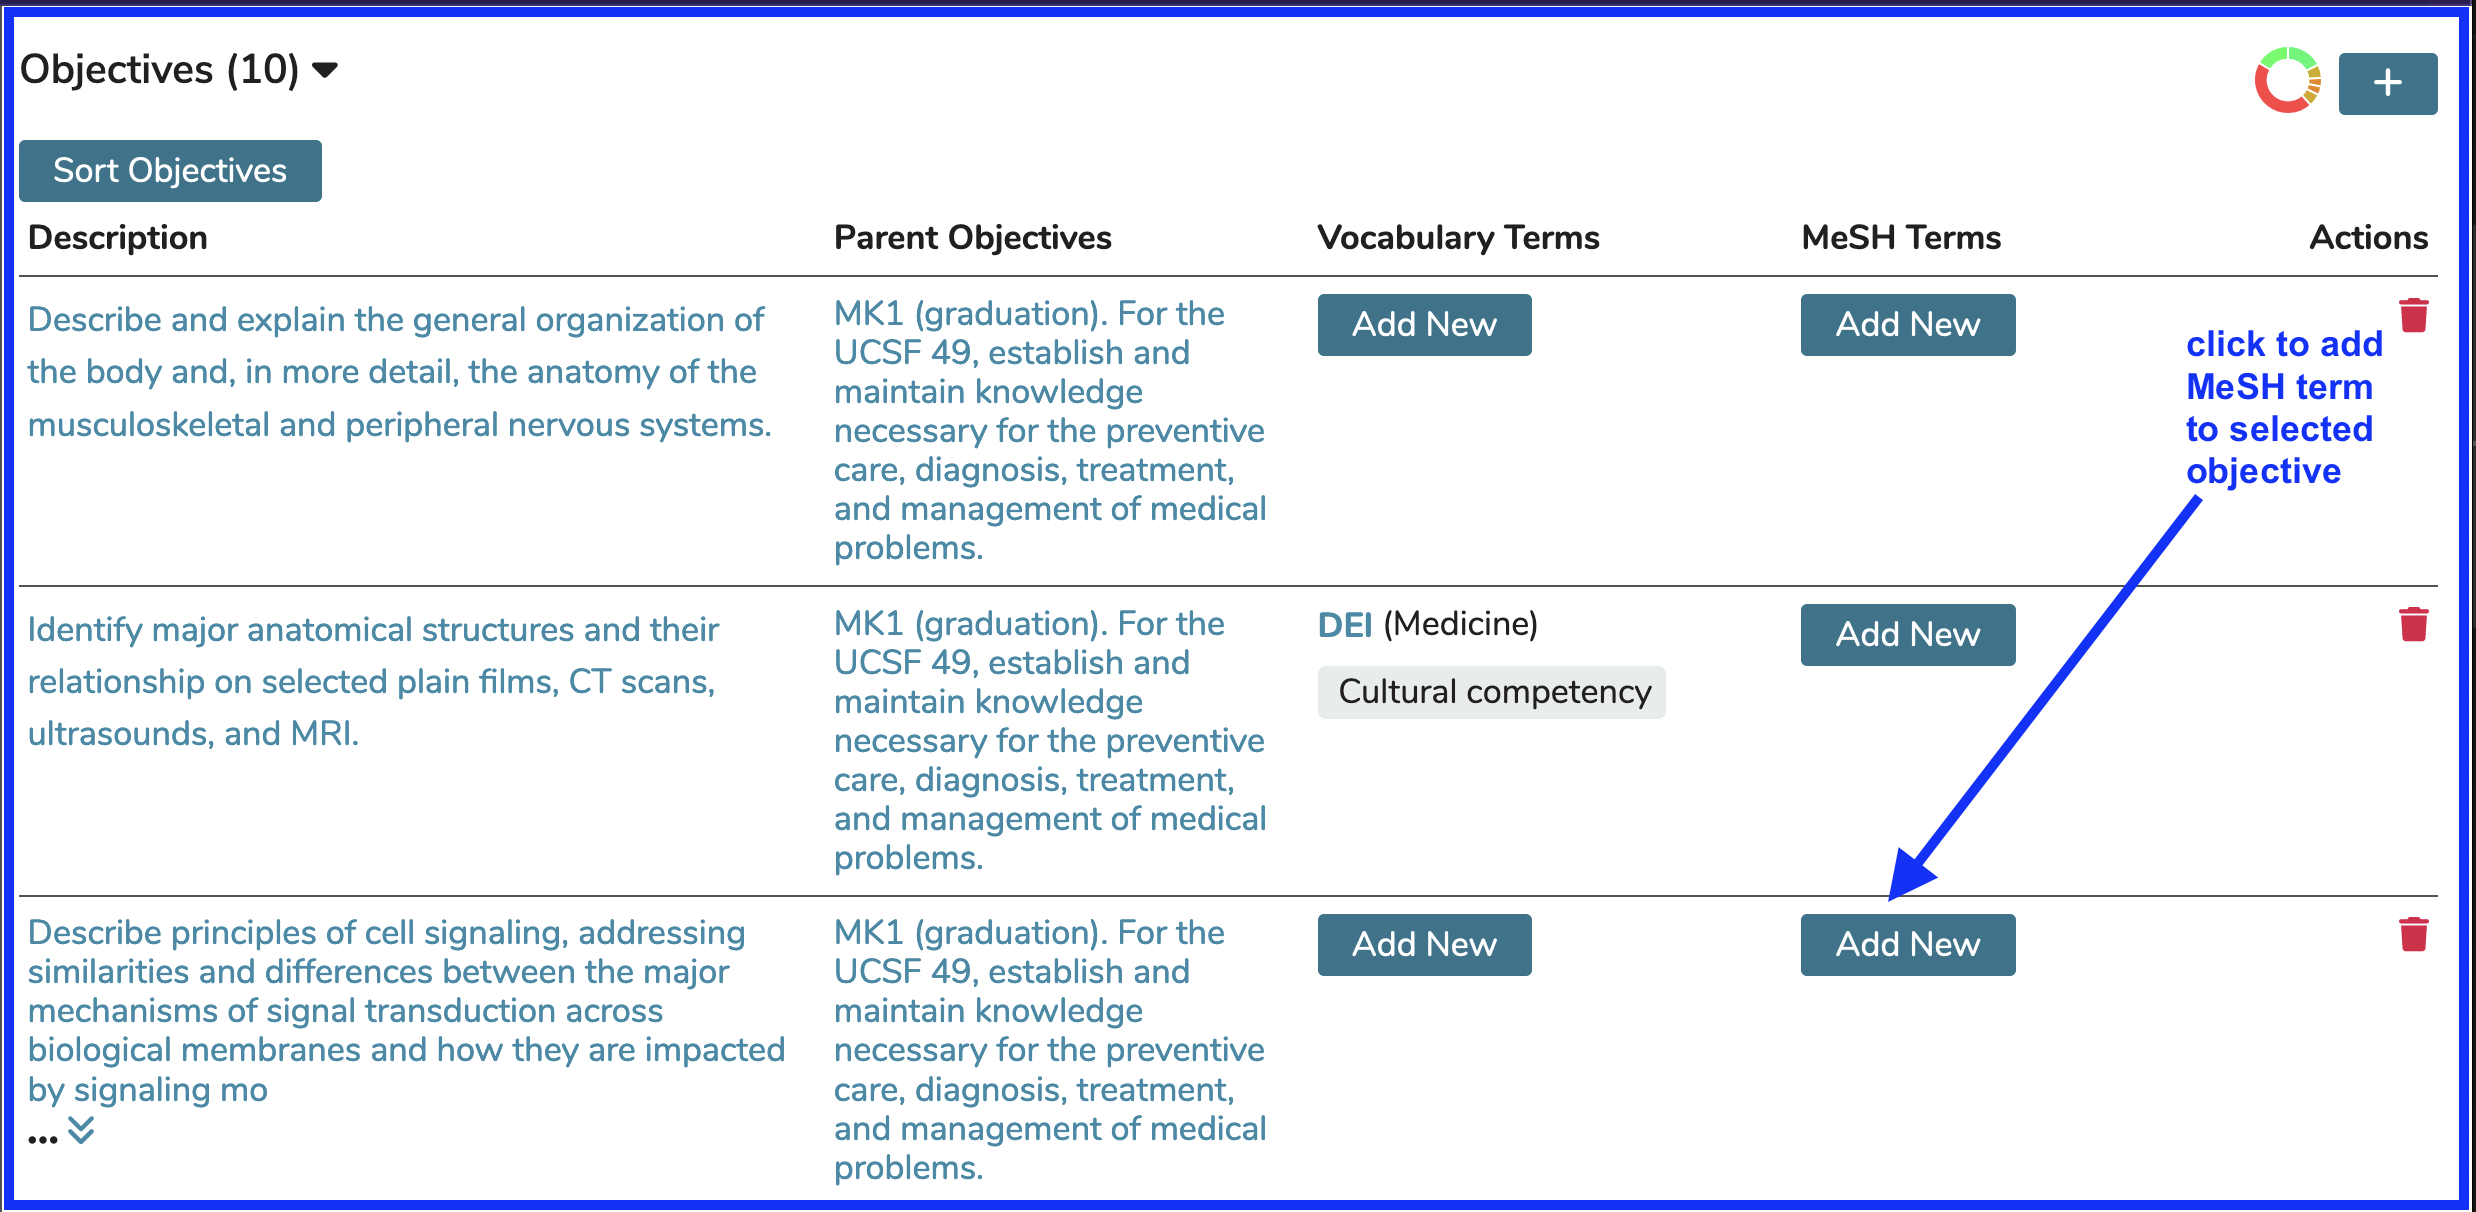 Objectives (10)
+
Sort Objectives
Description
Parent Objectives
Vocabulary Terms
MeSH Terms
Actions
Describe and explain the general organization of
the body and, in more detail, the anatomy of the
musculoskeletal and peripheral nervous systems.
MK1 (graduation). For the
UCSF 49, establish and
maintain knowledge
necessary for the preventive
care, diagnosis, treatment,
and management of medical
problems.
Add New
Add New
click to add
MeSH term
to selected
objective
Identify major anatomical structures and their
relationship on selected plain films, CT scans,
ultrasounds, and MRI.
MK1 (graduation). For the
UCSF 49, establish and
maintain knowledge
necessary for the preventive
care, diagnosis, treatment,
and management of medical
problems.
DEI (Medicine)
Cultural competency
Add New
Describe principles of cell signaling, addressing
similarities and differences between the major
mechanisms of signal transduction across
biological membranes and how they are impacted
by signaling mo
...
MK1 (graduation). For the
UCSF 49, establish and
maintain knowledge
necessary for the preventive
care, diagnosis, treatment,
and management of medical
problems.
Add New
Add New